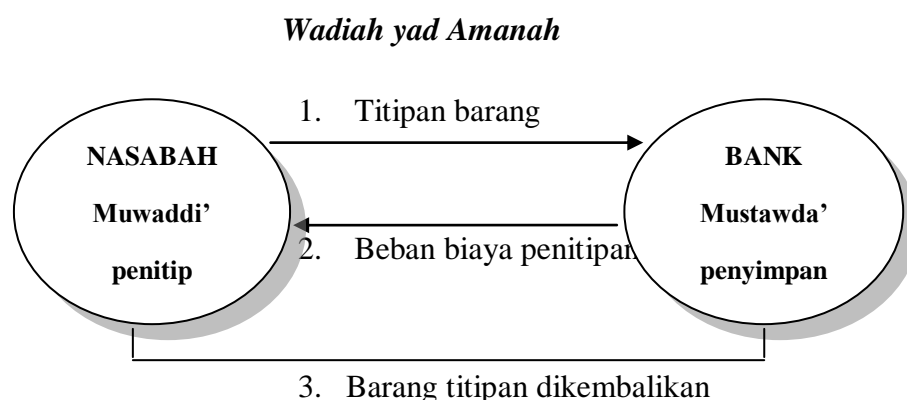 Wadiah yad Amanah
1. Titipan barang
NASABAH
Muwaddi’
penitip
BANK
Mustawda’
penyimpan
2. Beban biaya penitipan
3. Barang titipan dikembalikan